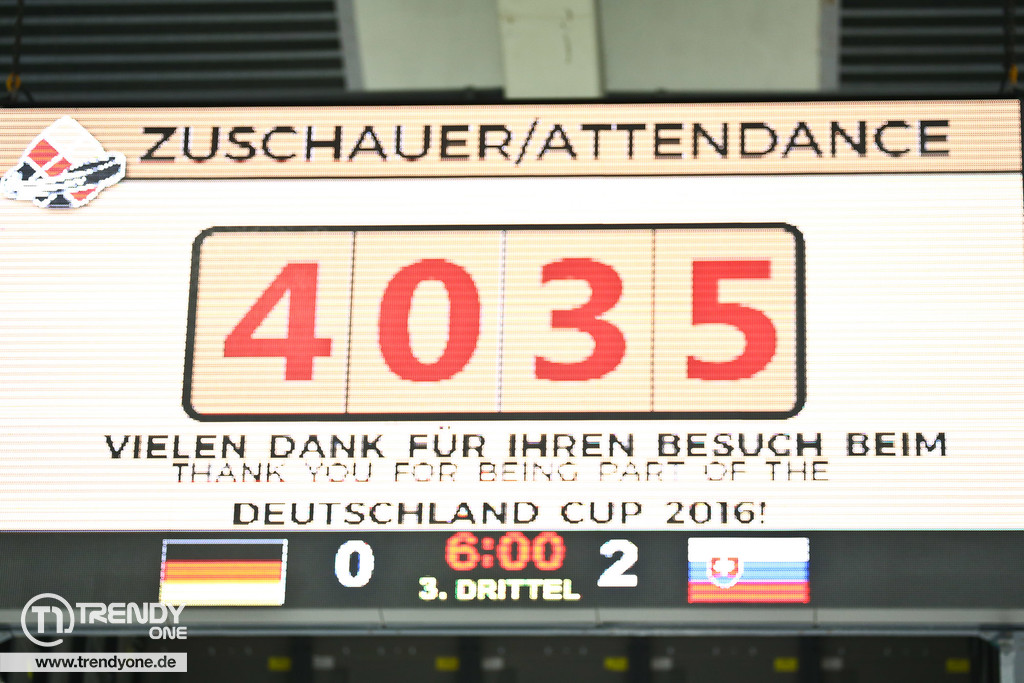 ZUSCHAUER/ATTENDANCE
4035
VIELEN DANK FÜR IHREN BESUCH BEIM
THANK YOU FOR BEING PART OF THE
DEUTSCHLAND CUP 2016!
0 6:00 2
3. DRITTEL
T1 TRENDY
ONE
www.trendyone.de